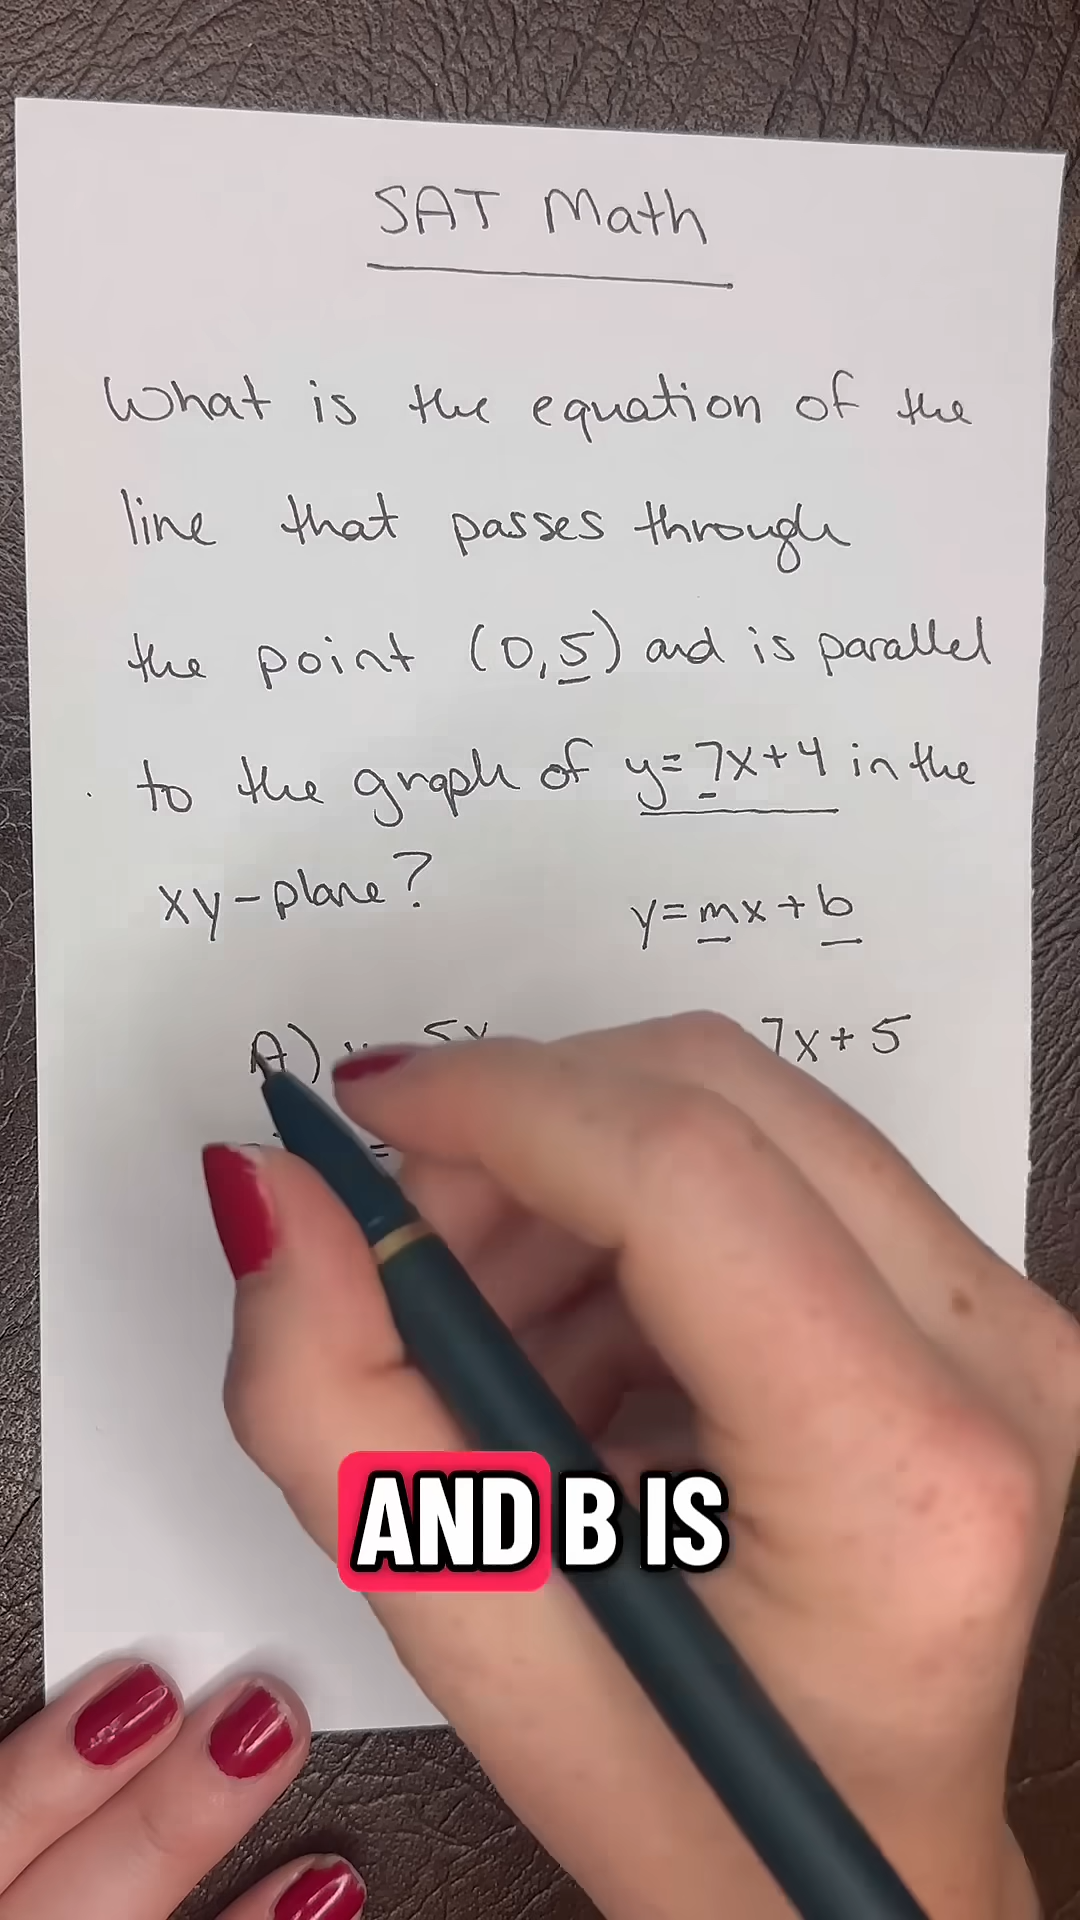 SAT Math
What is the equation of the
line that passes through
the point (0,5) and is parallel
to the graph of y=7x+4 in the
xy-plane?
y=mx+b
A) 5x
7x+5
=
AND B IS